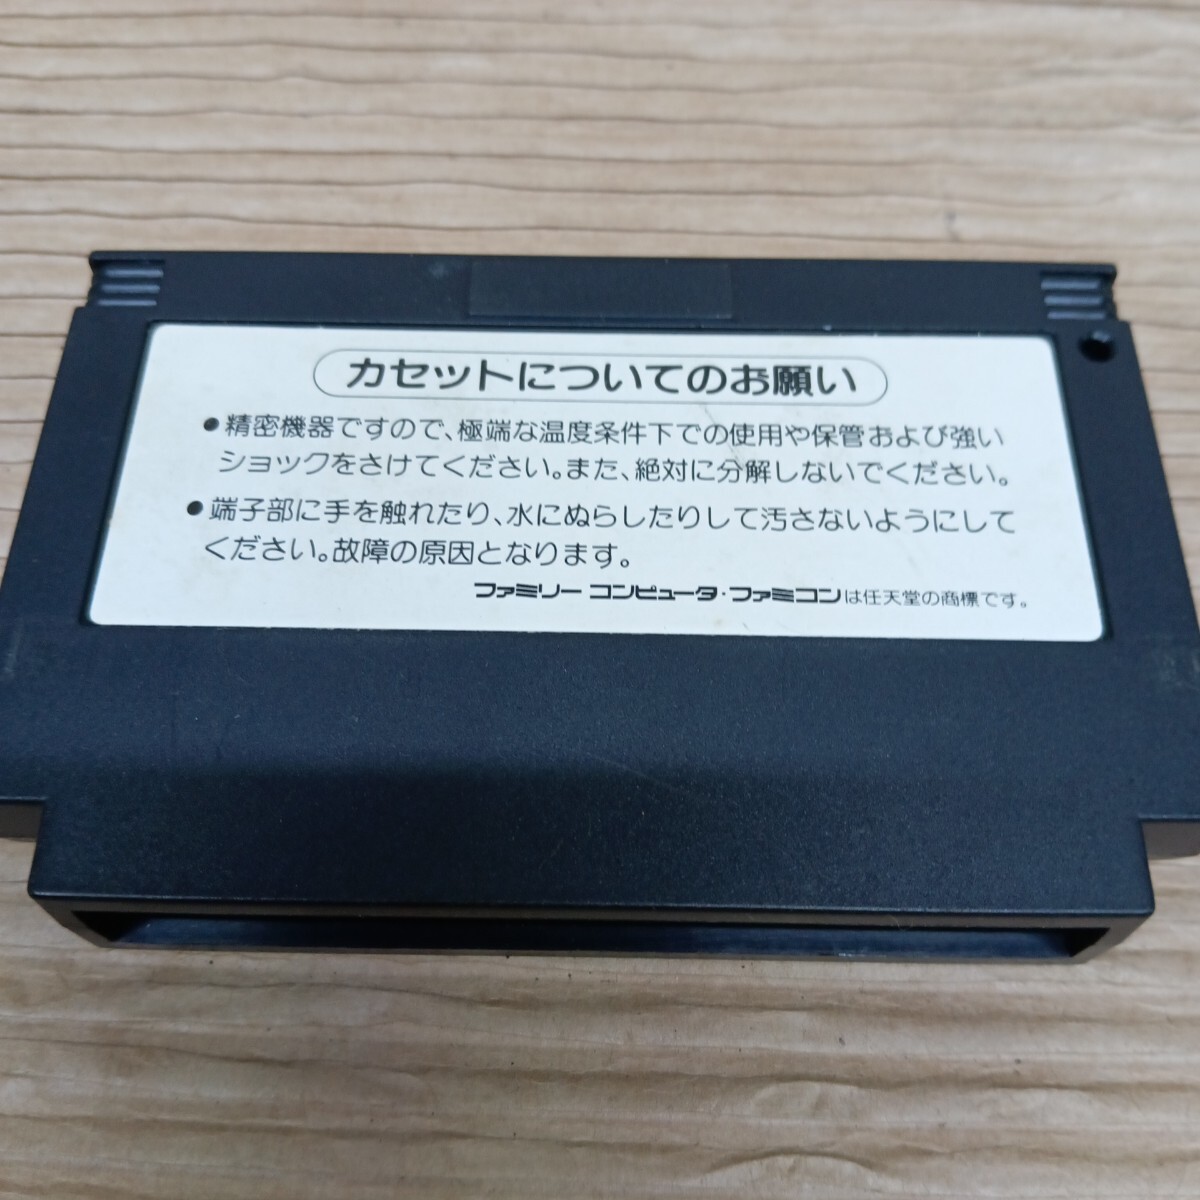 カセットについてのお願い
●精密機器ですので、極端な温度条件下での使用や保管および強い
ショックをさけてください。また、絶対に分解しないでください。
●端子部に手を触れたり、水にぬらしたりして汚さないようにして
ください。故障の原因となります。
ファミリー コンピュータ・ファミコンは任天堂の商標です。